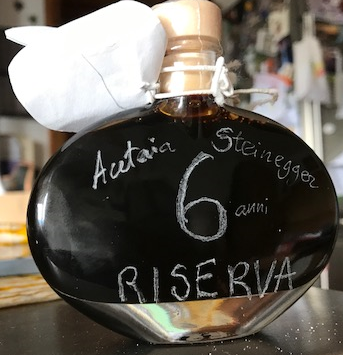 Acetaia Steinegger
6 anni
RISERVA